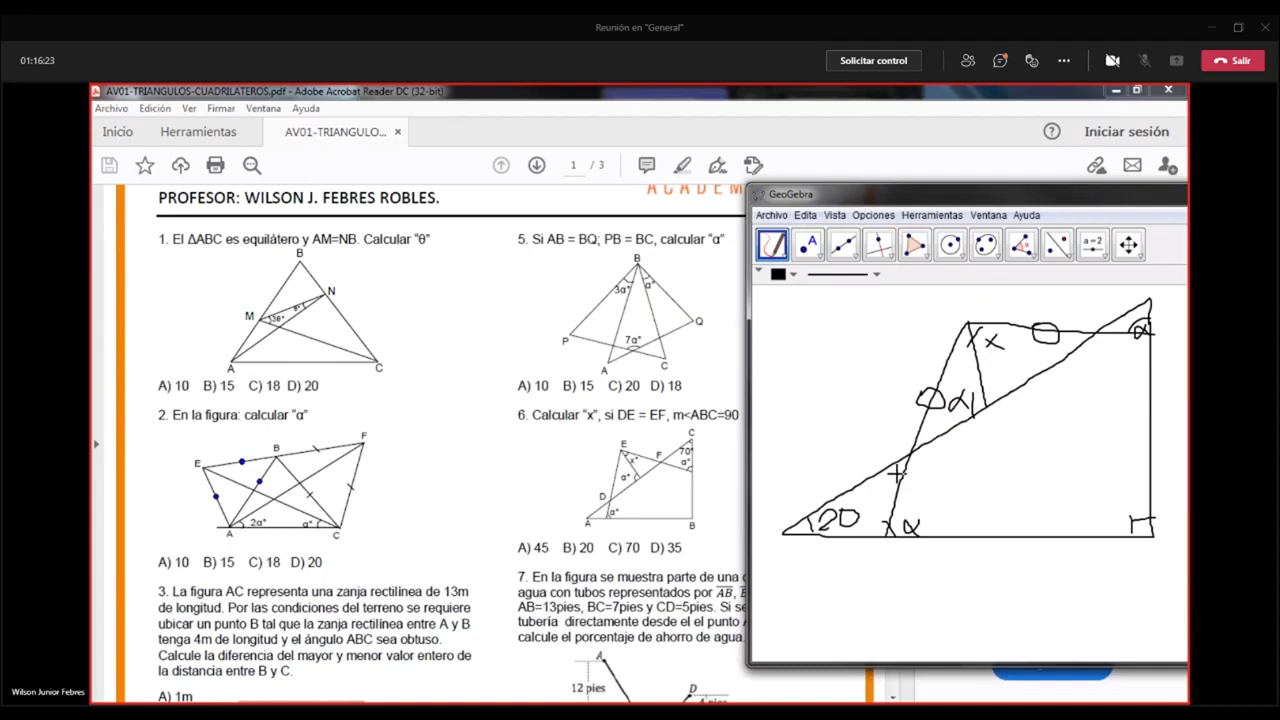 Reunión en "General"
01:16:23
Solicitar control
Salir
AV01-TRIANGULOS-CUADRILATEROS.pdf - Adobe Acrobat Reader DC (32-bit)
Archivo Edición Ver Firmar Ventana Ayuda
Inicio Herramientas AV01-TRIANGULO... × Iniciar sesión
1 / 3
ACADEM
PROFESOR: WILSON J. FEBRES ROBLES.
1. El ΔABC es equilátero y AM=NB. Calcular "θ"
B
N
M
3θ°
θ°
A
C
A) 10 B) 15 C) 18 D) 20
2. En la figura: calcular "α"
F
B
E
2α°
α°
A
C
A) 10 B) 15 C) 18 D) 20
3. La figura AC representa una zanja rectilínea de 13m
de longitud. Por las condiciones del terreno se requiere
ubicar un punto B tal que la zanja rectilínea entre A y B
tenga 4m de longitud y el ángulo ABC sea obtuso.
Calcule la diferencia del mayor y menor valor entero de
la distancia entre B y C.
A) 1m
5. Si AB = BQ; PB = BC, calcular "α"
B
3α°
α°
Q
P
7α°
A
C
A) 10 B) 15 C) 20 D) 18
6. Calcular "x", si DE = EF, m<ABC=90
C
E
F
70°
x°
α°
α°
D
α°
A
B
A) 45 B) 20 C) 70 D) 35
7. En la figura se muestra parte de una
agua con tubos representados por AB,
AB=13pies, BC=7pies y CD=5pies. Si se
tubería directamente desde el el punto
calcule el porcentaje de ahorro de agua.
A
12 pies
D
GeoGebra
Archivo Edita Vista Opciones Herramientas Ventana Ayuda
A
a=2
x
α
α
20
α
Wilson Junior Febres